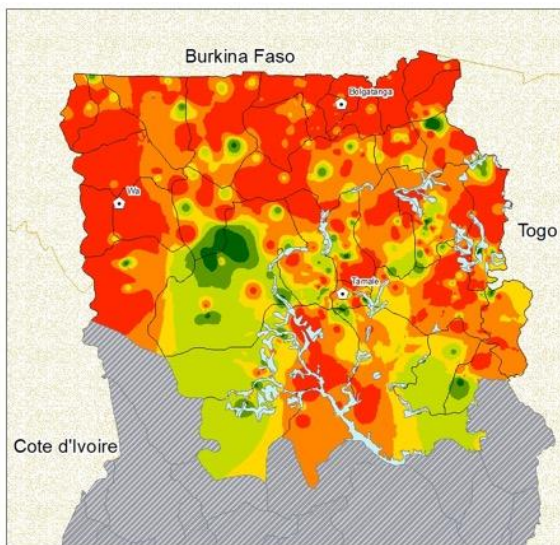 Burkina Faso
Bolgatanga
Wa
Togo
Tamale
Cote d'Ivoire